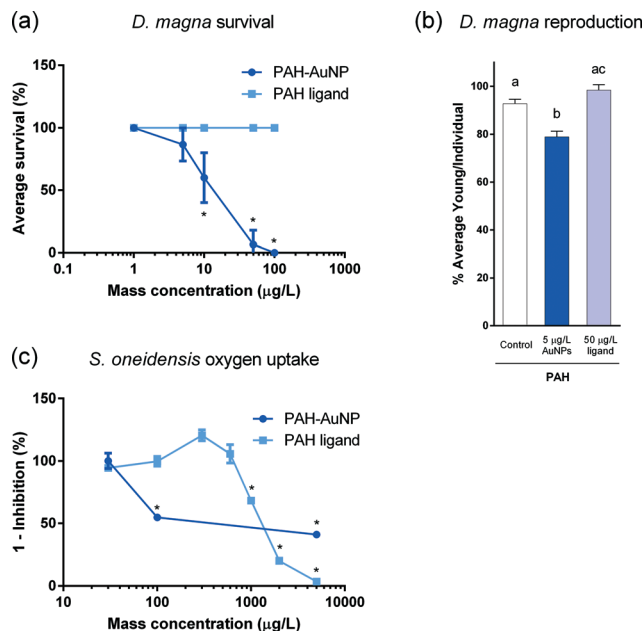 (a)
D. magna survival
150
100
50
0
Average survival (%)
PAH-AuNP
PAH ligand
*
*
*
0.1
1
10
100
1000
Mass concentration (µg/L)
(b)
D. magna reproduction
100
80
60
40
20
0
% Average Young/Individual
a
b
ac
Control
5 µg/L
AuNPs
50 µg/L
ligand
PAH
(c)
S. oneidensis oxygen uptake
150
100
50
0
1 - Inhibition (%)
PAH-AuNP
PAH ligand
*
*
*
*
*
10
100
1000
10000
Mass concentration (µg/L)